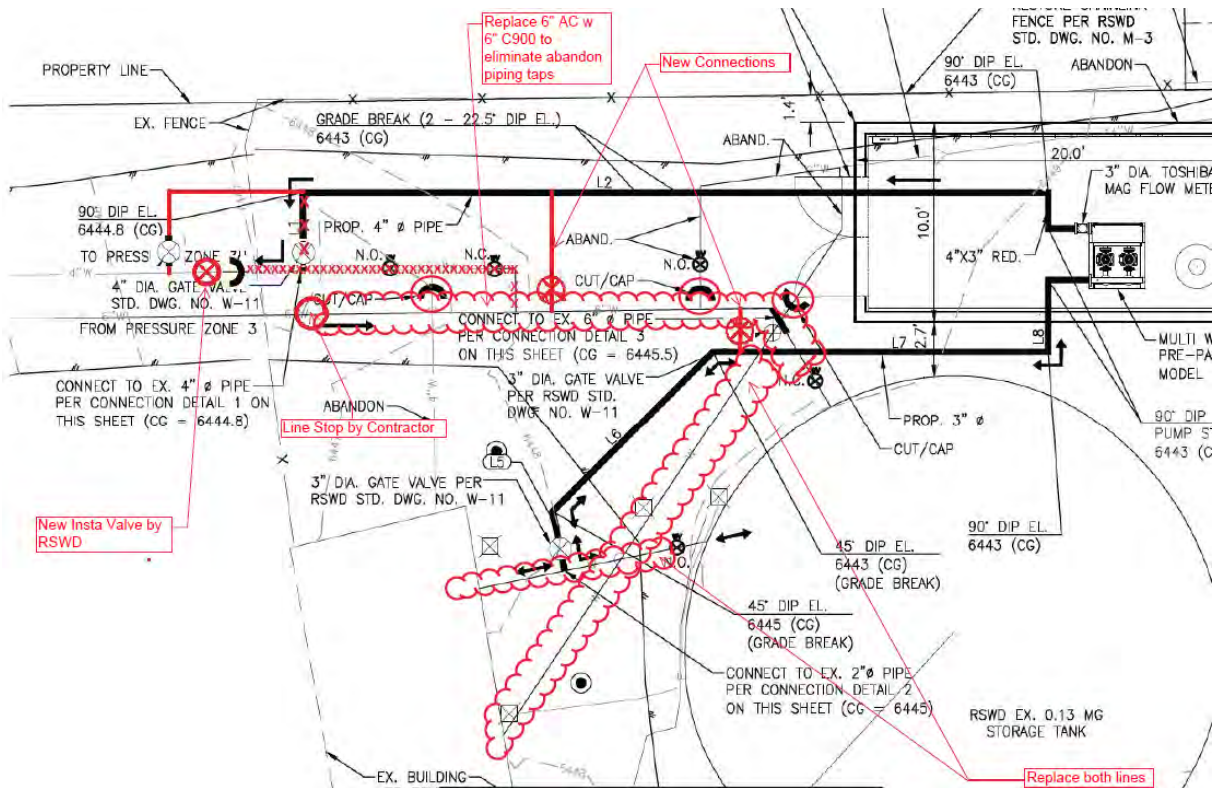 RESTORE CHAINLINK
FENCE PER RSWD
STD. DWG. NO. M-3
Replace 6" AC w
6" C900 to
eliminate abandon
piping taps
New Connections
90° DIP EL.
6443 (CG)
ABANDON
PROPERTY LINE
EX. FENCE
GRADE BREAK (2 - 22.5° DIP EL.)
6443 (CG)
1.4'
ABAND.
20.0'
3" DIA. TOSHIBA
MAG FLOW METE
L2
90° DIP EL.
6444.8 (CG)
L1
PROP. 4" Ø PIPE
10.0'
TO PRESSURE ZONE
N.O.
N.C.
ABAND.
N.O.
4"X3" RED.
4"W
4" DIA. GATE VALVE
STD. DWG. NO. W-11
CUT/CAP
CUT/CAP
FROM PRESSURE ZONE 3
CONNECT TO EX. 6" Ø PIPE
PER CONNECTION DETAIL 3
ON THIS SHEET (CG = 6445.5)
2.7'
L7
L8
MULTI W
PRE-PA
MODEL
CONNECT TO EX. 4" Ø PIPE
PER CONNECTION DETAIL 1 ON
THIS SHEET (CG = 6444.8)
3" DIA. GATE VALVE
PER RSWD STD.
DWG NO. W-11
N.C.
ABANDON
4"W
Line Stop by Contractor
L6
PROP. 3" Ø
CUT/CAP
90° DIP
PUMP ST
6443 (C
6448
L5
3" DIA. GATE VALVE PER
RSWD STD. DWG. NO. W-11
New Insta Valve by
RSWD
90° DIP EL.
6443 (CG)
N.O.
45° DIP EL.
6443 (CG)
(GRADE BREAK)
45° DIP EL.
6445 (CG)
(GRADE BREAK)
CONNECT TO EX. 2"Ø PIPE
PER CONNECTION DETAIL 2
ON THIS SHEET (CG = 6445)
RSWD EX. 0.13 MG
STORAGE TANK
EX. BUILDING
Replace both lines